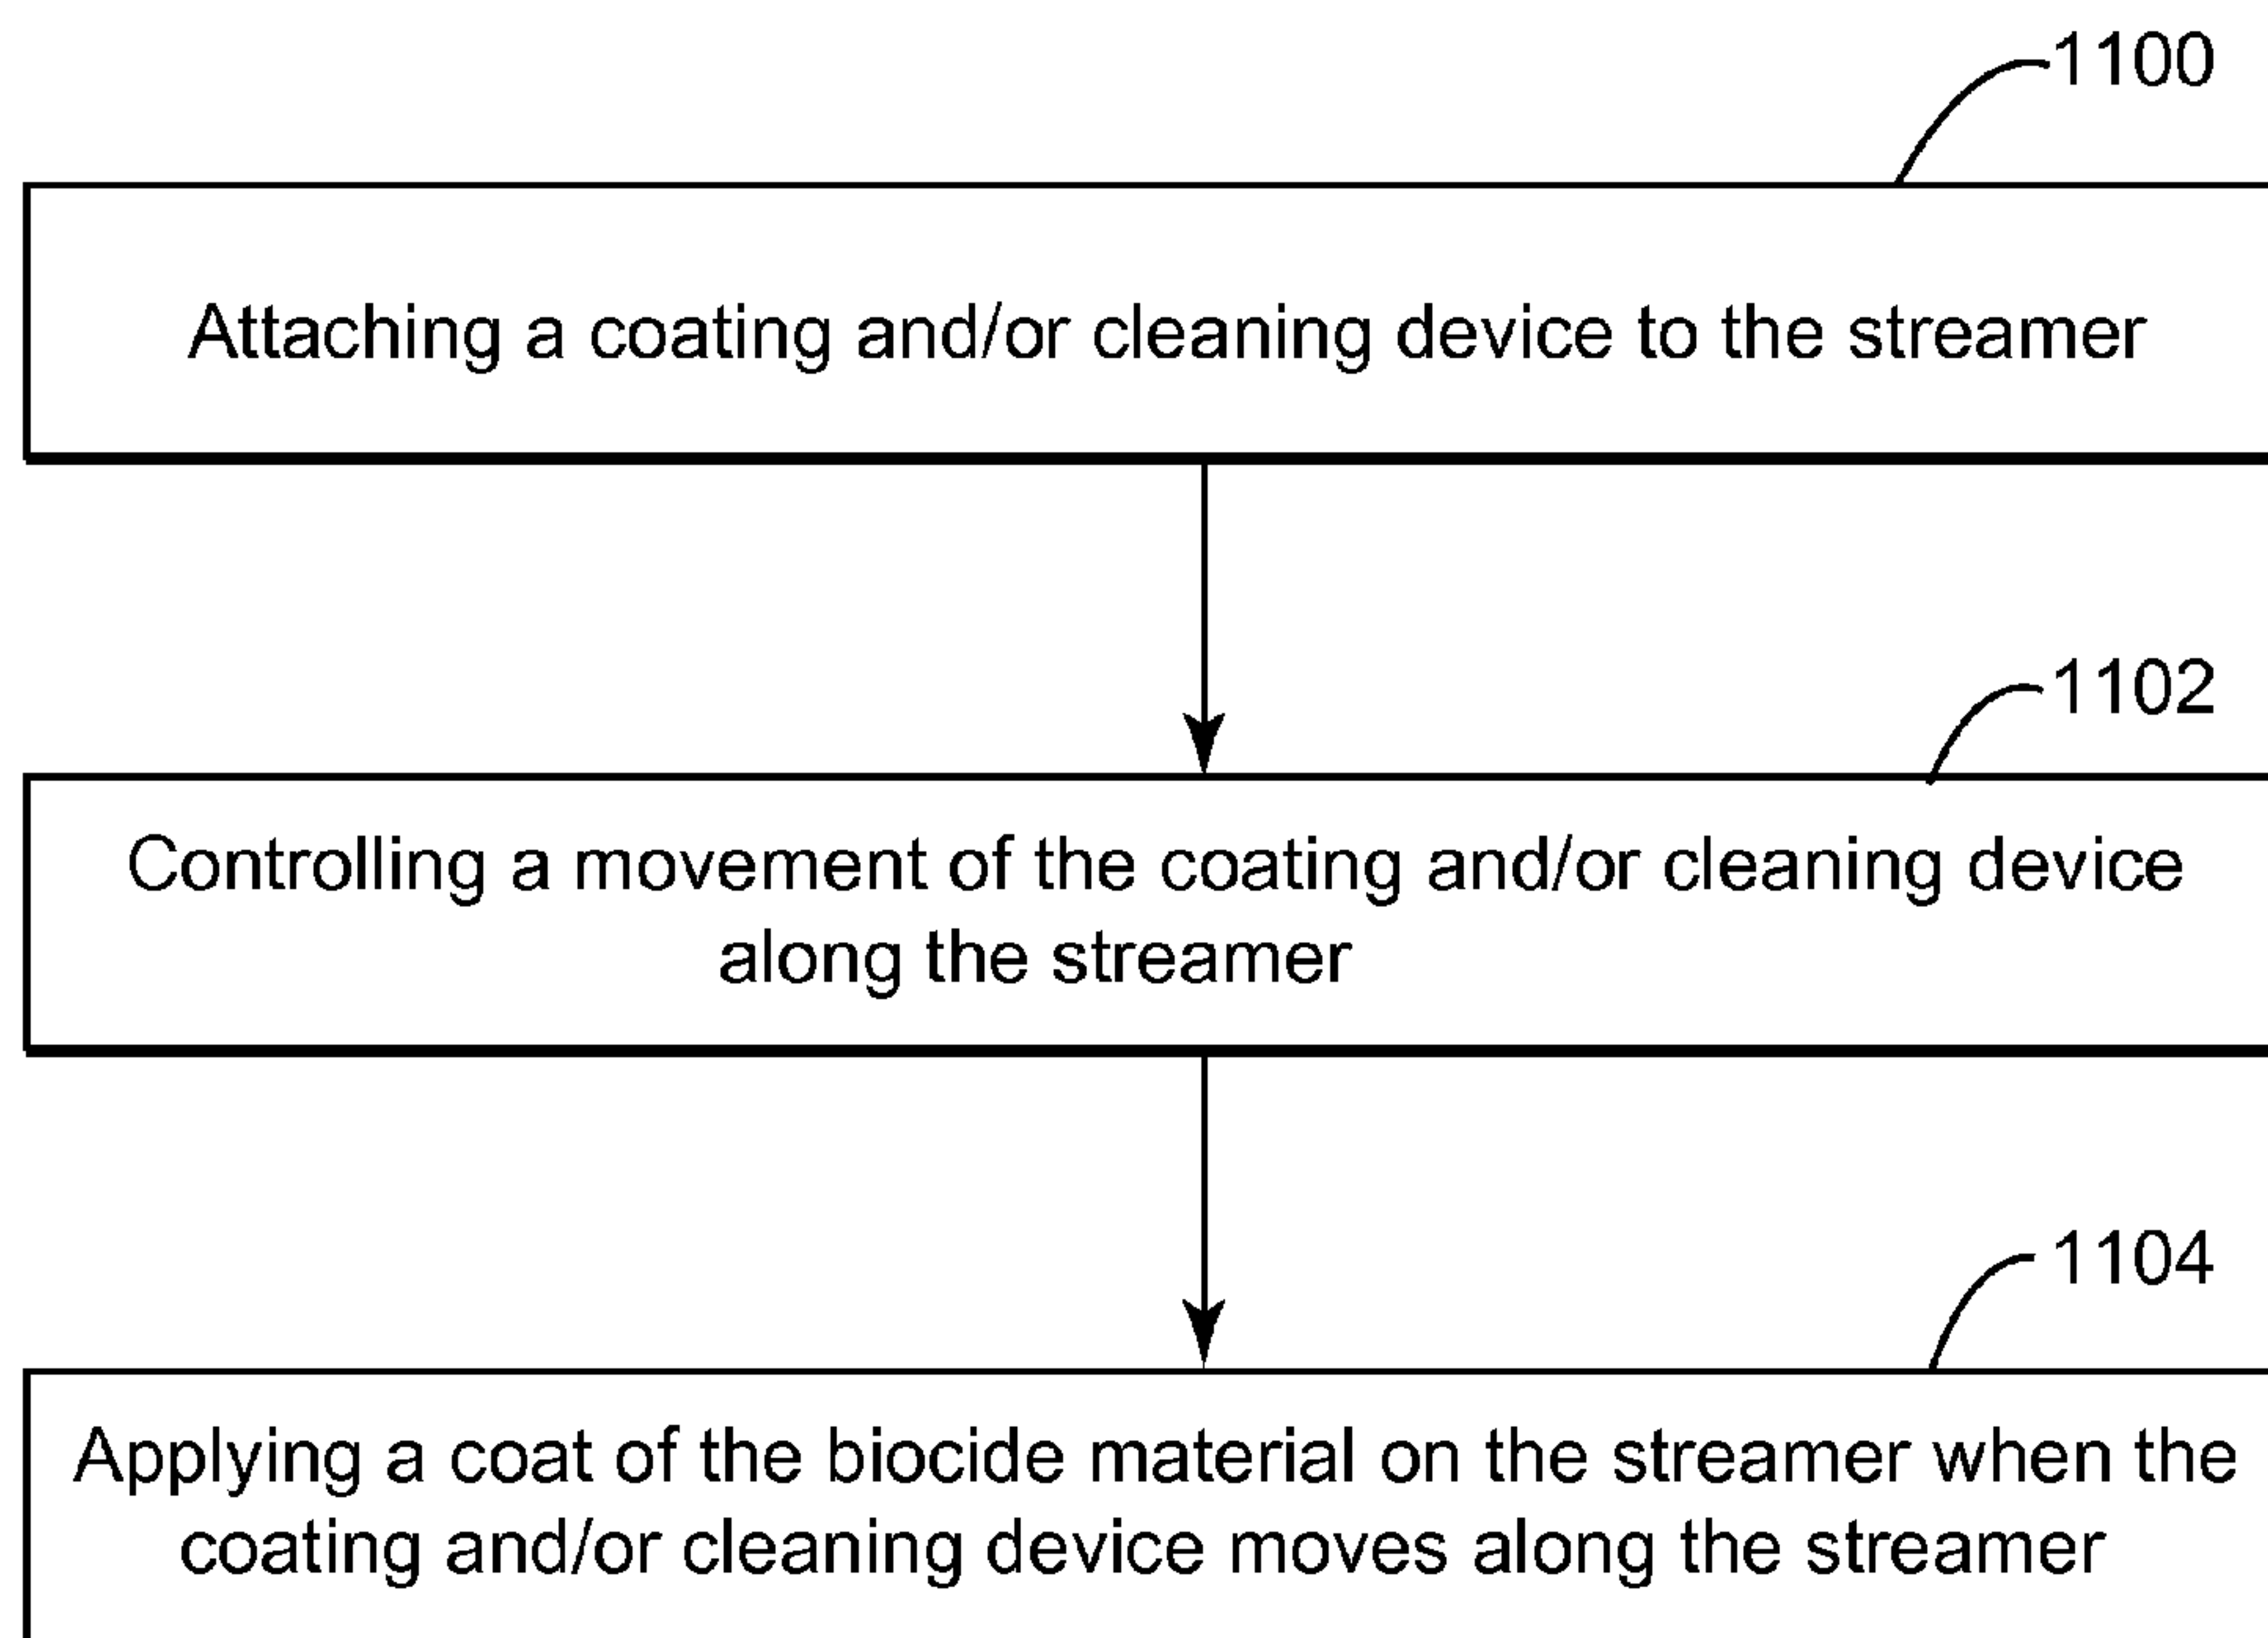 1100
Attaching a coating and/or cleaning device to the streamer
1102
Controlling a movement of the coating and/or cleaning device
along the streamer
1104
Applying a coat of the biocide material on the streamer when the
coating and/or cleaning device moves along the streamer